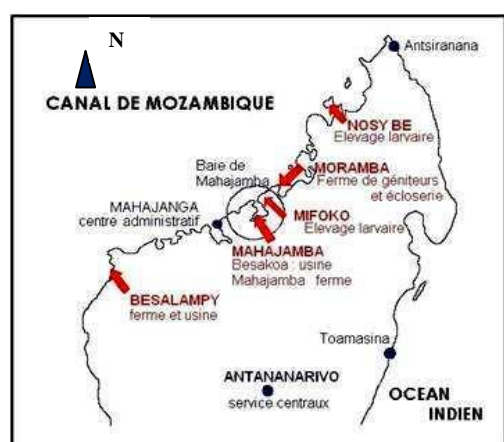 N
Antsiranana
CANAL DE MOZAMBIQUE
NOSY BE
Elevage larvaire
Baie de
Mahajamba
MORAMBA
Ferme de géniteurs
et écloserie
MAHAJANGA
centre administratif
MIFOKO
Elevage larvaire
MAHAJAMBA
Besakoa : usine
Mahajamba ferme
BESALAMPY
ferme et usine
Toamasina
ANTANANARIVO
service centraux
OCEAN
INDIEN